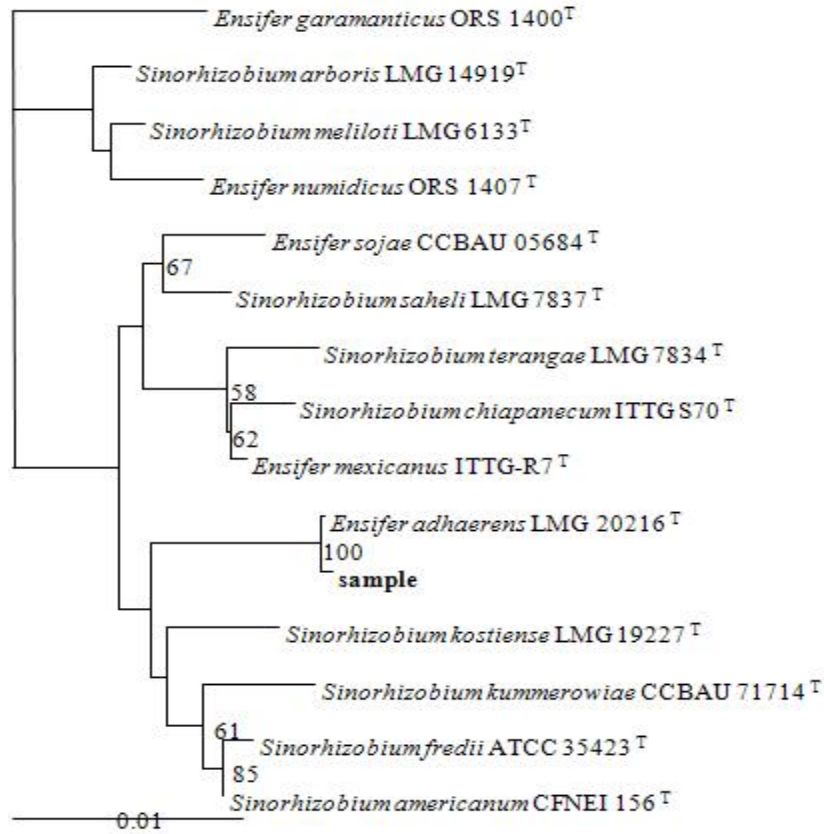 Ensifer garamanticus ORS 1400T
Sinorhizobium arboris LMG 14919T
Sinorhizobium meliloti LMG 6133T
Ensifer numidicus ORS 1407 T
Ensifer sojae CCBAU 05684 T
67
Sinorhizobium saheli LMG 7837 T
Sinorhizobium terangae LMG 7834 T
58
Sinorhizobium chiapanecum ITTG S70 T
62
Ensifer mexicanus ITTG-R7 T
Ensifer adhaerens LMG 20216 T
100
sample
Sinorhizobium kostiense LMG 19227 T
Sinorhizobium kummerowiae CCBAU 71714 T
61
Sinorhizobium fredii ATCC 35423 T
85
Sinorhizobium americanum CFNEI 156 T
0.01